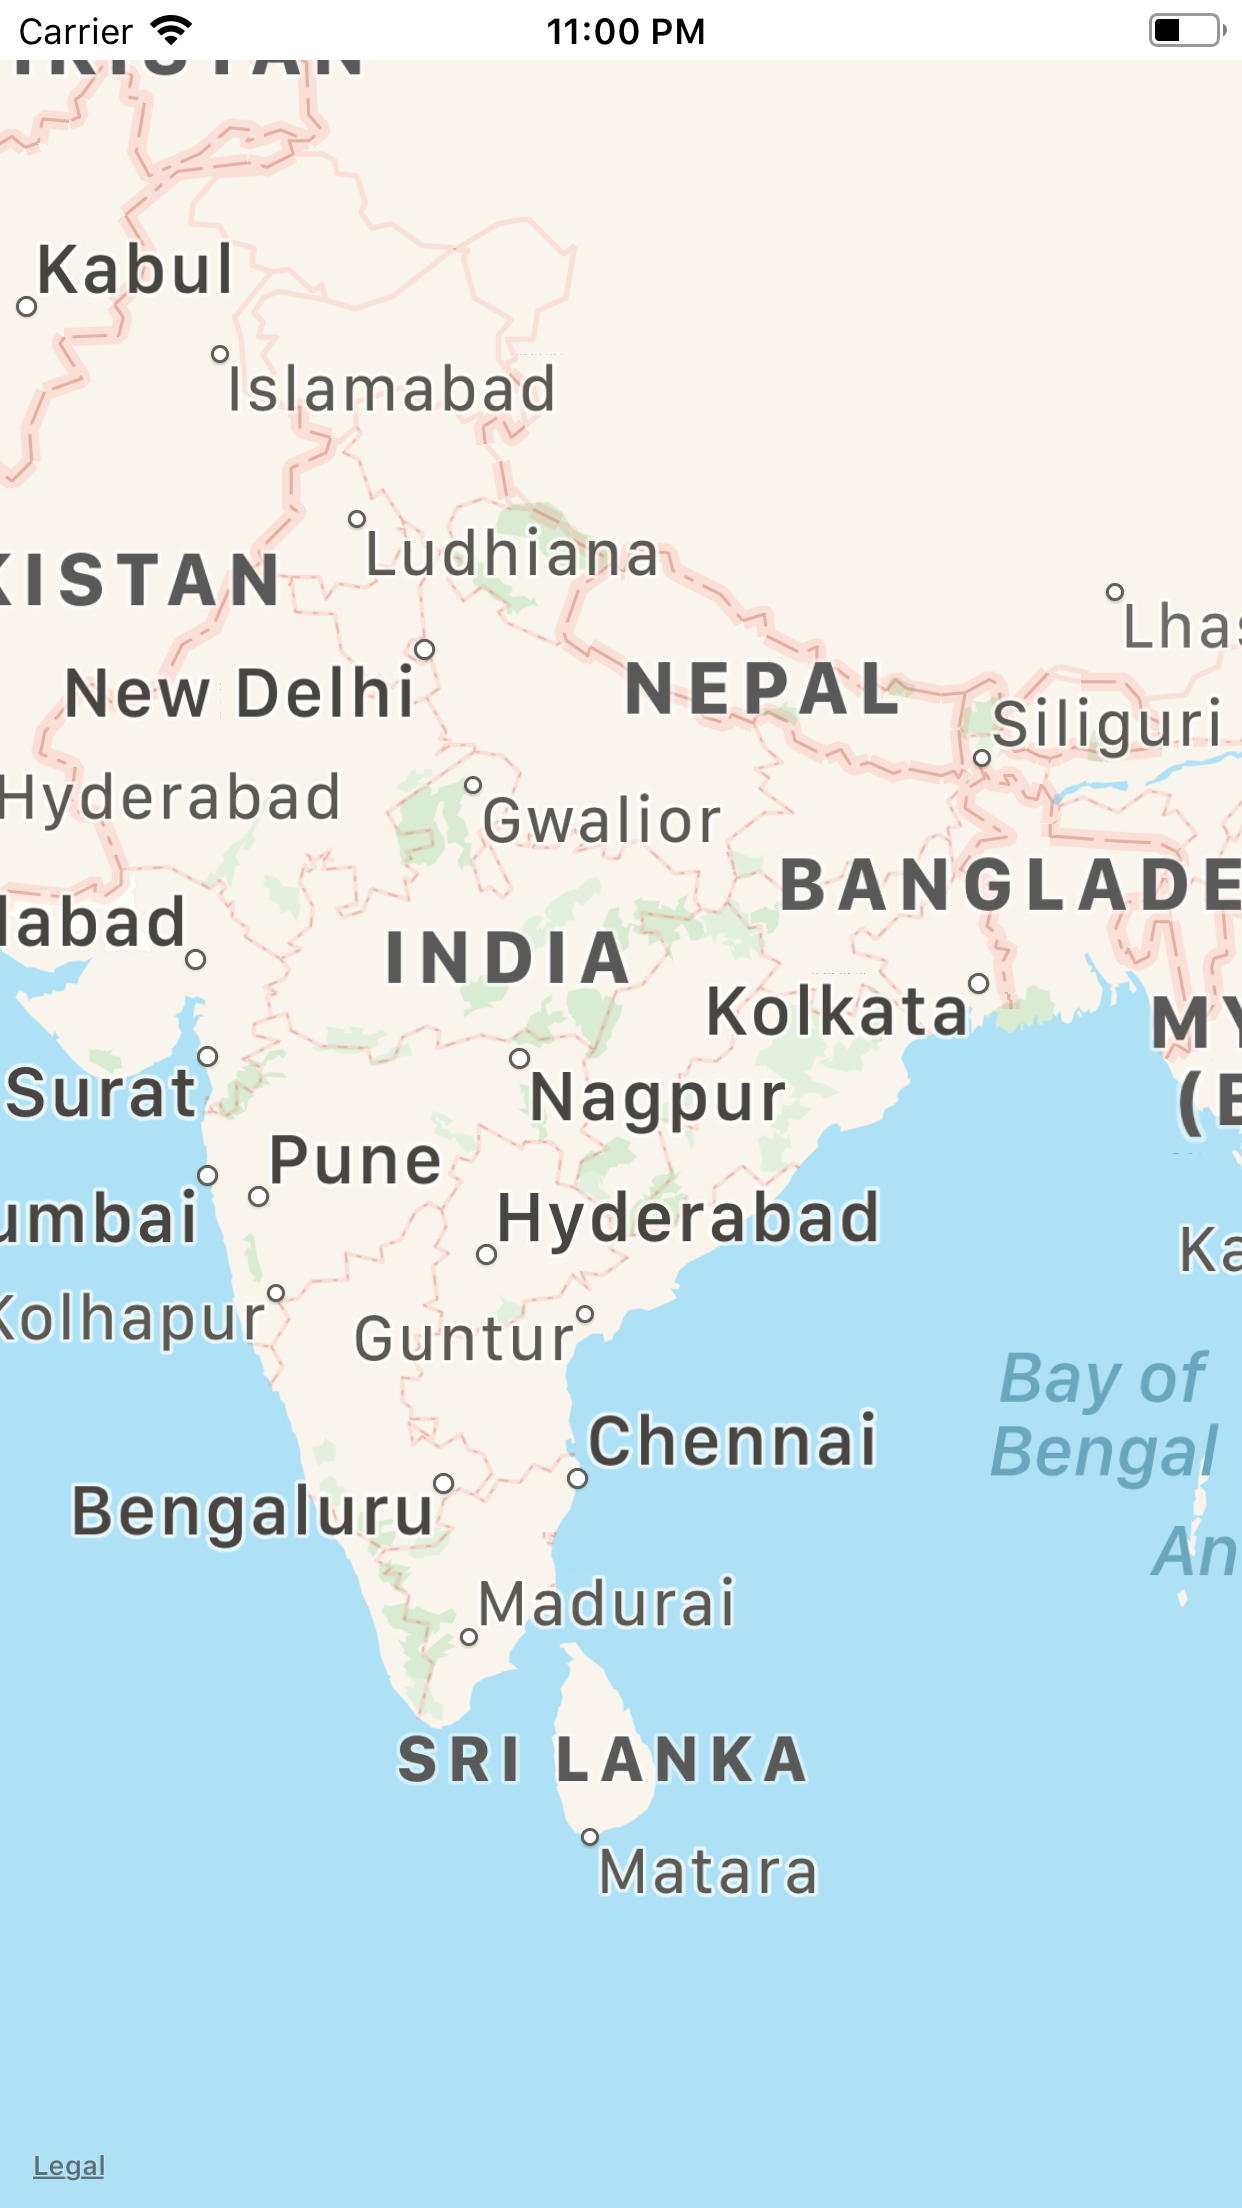 Carrier
11:00 PM
Kabul
Islamabad
KISTAN
Ludhiana
New Delhi
NEPAL
Lhas
Siliguri
Hyderabad
Gwalior
BANGLADE
labad
INDIA
Kolkata
MY
(B
Surat
Nagpur
Pune
umbai
Hyderabad
Ka
Kolhapur
Guntur
Bay of
Bengal
Chennai
Bengaluru
An
Madurai
SRI LANKA
Matara
Legal